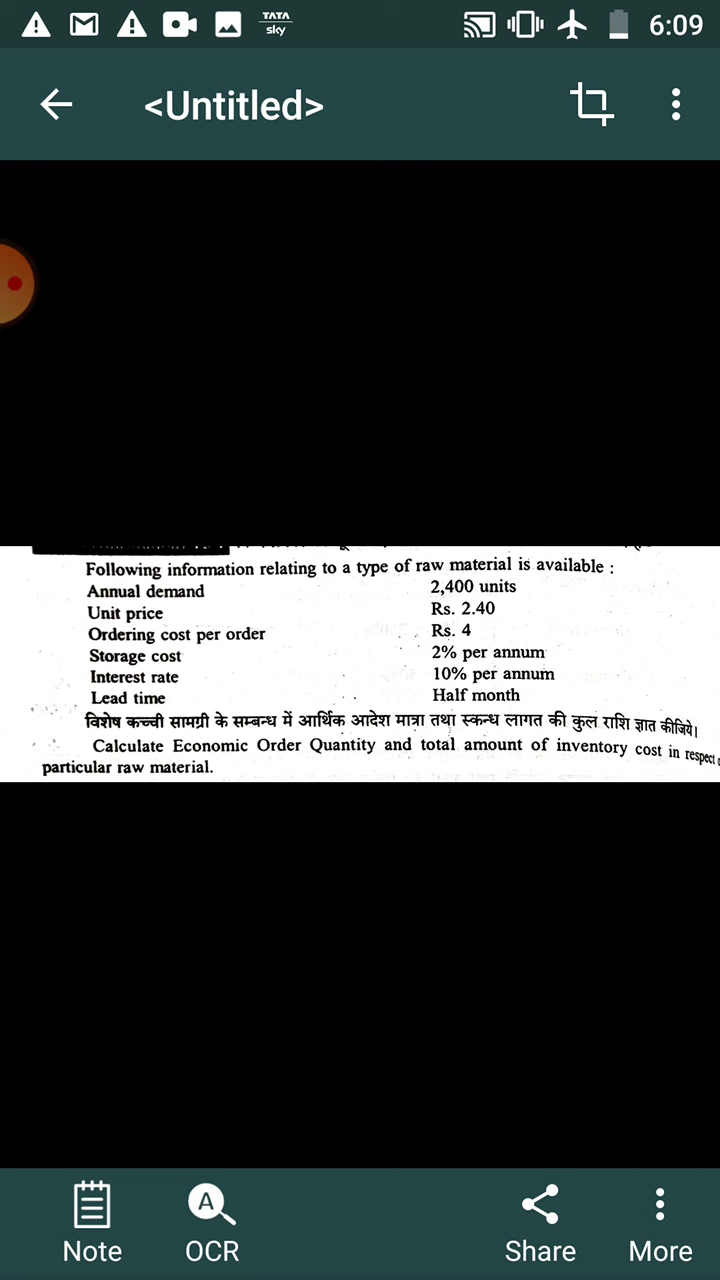 TATA
sky
6:09
<Untitled>
Following information relating to a type of raw material is available :
Annual demand 2,400 units
Unit price Rs. 2.40
Ordering cost per order Rs. 4
Storage cost 2% per annum
Interest rate 10% per annum
Lead time Half month
विशेष कच्ची सामग्री के सम्बन्ध में आर्थिक आदेश मात्रा तथा स्कन्ध लागत की कुल राशि ज्ञात कीजिये।
Calculate Economic Order Quantity and total amount of inventory cost in respect
particular raw material.
A
Note OCR Share More